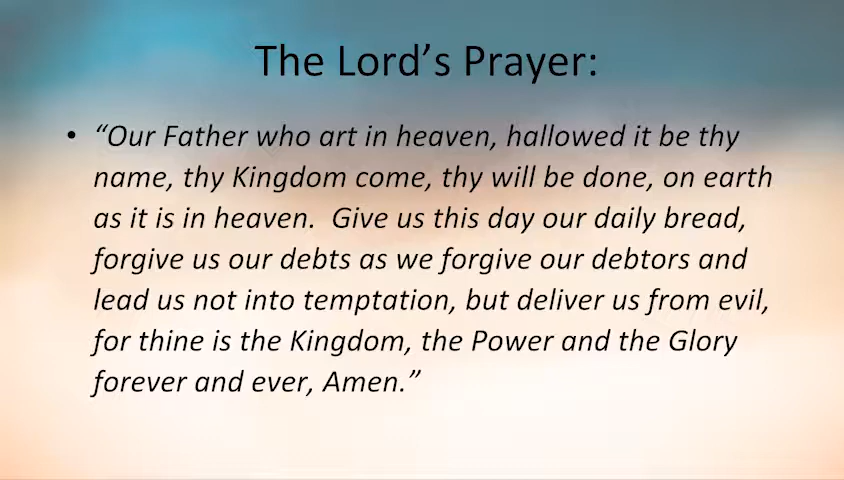 The Lord’s Prayer:
• “Our Father who art in heaven, hallowed it be thy
name, thy Kingdom come, thy will be done, on earth
as it is in heaven.  Give us this day our daily bread,
forgive us our debts as we forgive our debtors and
lead us not into temptation, but deliver us from evil,
for thine is the Kingdom, the Power and the Glory
forever and ever, Amen.”